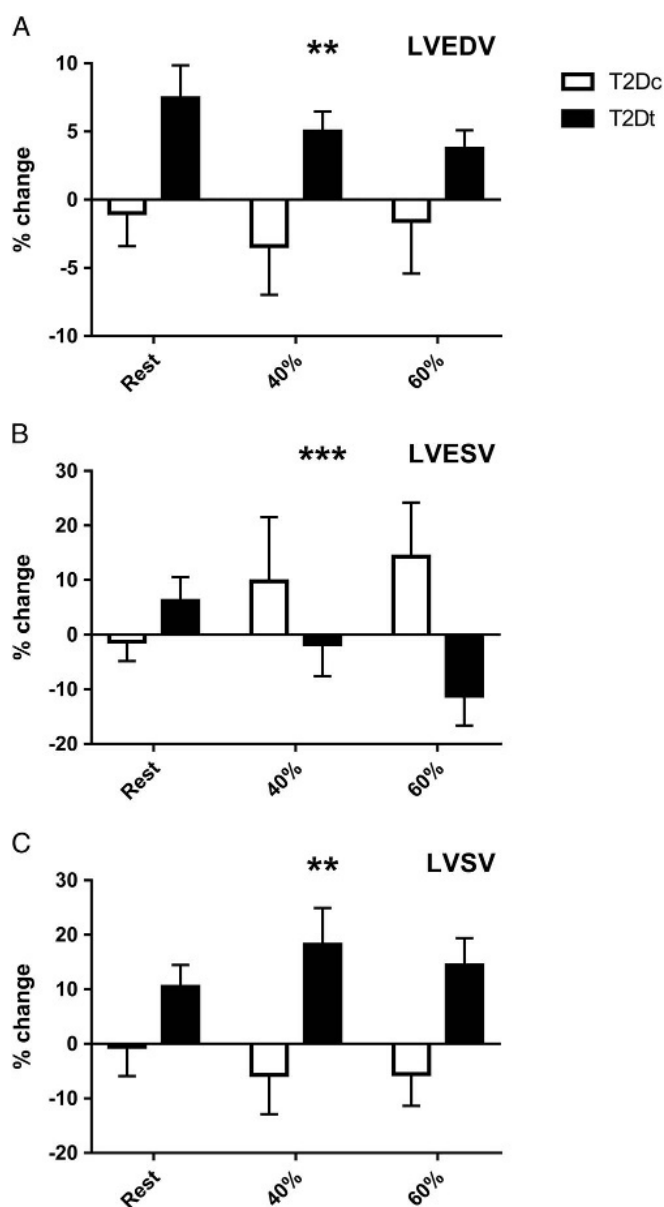 A
** LVEDV
T2Dc
T2Dt
10
5
0
-5
-10
% change
Rest 40% 60%
B
*** LVESV
30
20
10
0
-10
-20
% change
Rest 40% 60%
C
** LVSV
30
20
10
0
-10
-20
% change
Rest 40% 60%